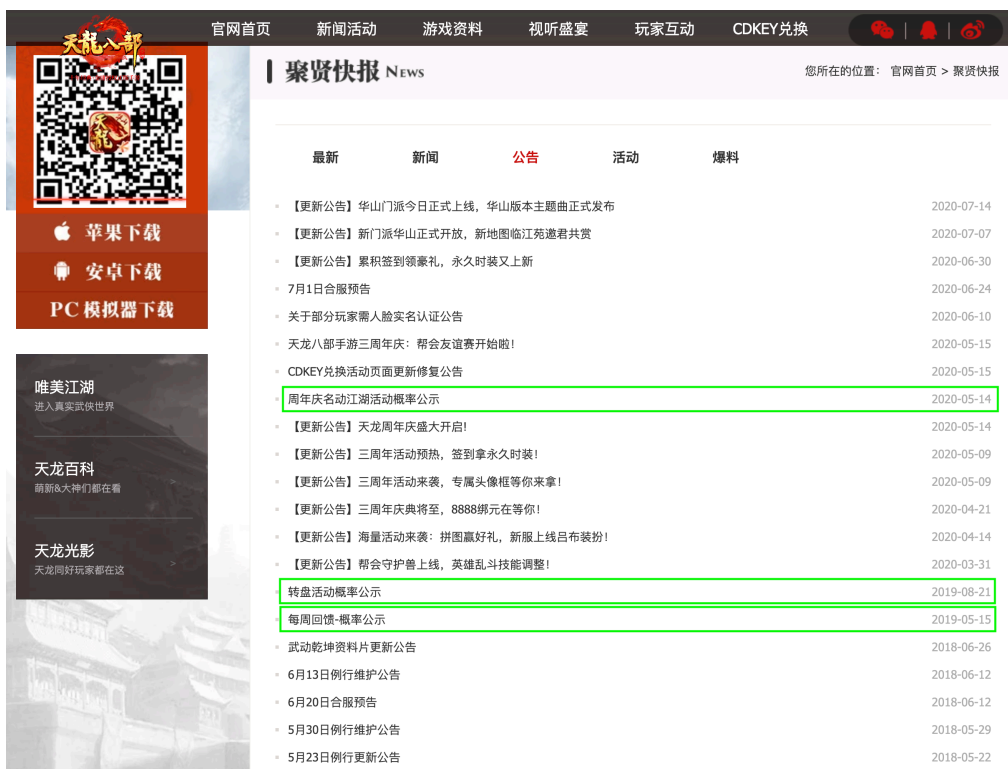 官网首页 新闻活动 游戏资料 视听盛宴 玩家互动 CDKEY兑换
天龍八部
聚贤快报 NEWS
您所在的位置： 官网首页 > 聚贤快报
天龍
苹果下载
安卓下载
PC 模拟器下载
唯美江湖
进入真实武侠世界
天龙百科
萌新&大神们都在看
>
天龙光影
天龙同好玩家都在这
>
最新 新闻 公告 活动 爆料
【更新公告】华山门派今日正式上线，华山版本主题曲正式发布 2020-07-14
【更新公告】新门派华山正式开放，新地图临江苑邀君共赏 2020-07-07
【更新公告】累积签到领豪礼，永久时装又上新 2020-06-30
7月1日合服预告 2020-06-24
关于部分玩家需人脸实名认证公告 2020-06-10
天龙八部手游三周年庆：帮会友谊赛开始啦！ 2020-05-15
CDKEY兑换活动页面更新修复公告 2020-05-15
周年庆名动江湖活动概率公示 2020-05-14
【更新公告】天龙周年庆盛大开启！ 2020-05-14
【更新公告】三周年活动预热，签到拿永久时装！ 2020-05-09
【更新公告】三周年活动来袭，专属头像框等你来拿！ 2020-05-09
【更新公告】三周年庆典将至，8888绑元在等你！ 2020-04-21
【更新公告】海量活动来袭：拼图赢好礼，新服上线吕布装扮！ 2020-04-14
【更新公告】帮会守护兽上线，英雄乱斗技能调整！ 2020-03-31
转盘活动概率公示 2019-08-21
每周回馈-概率公示 2019-05-15
武动乾坤资料片更新公告 2018-06-26
6月13日例行维护公告 2018-06-12
6月20日合服预告 2018-06-12
5月30日例行维护公告 2018-05-29
5月23日例行更新公告 2018-05-22